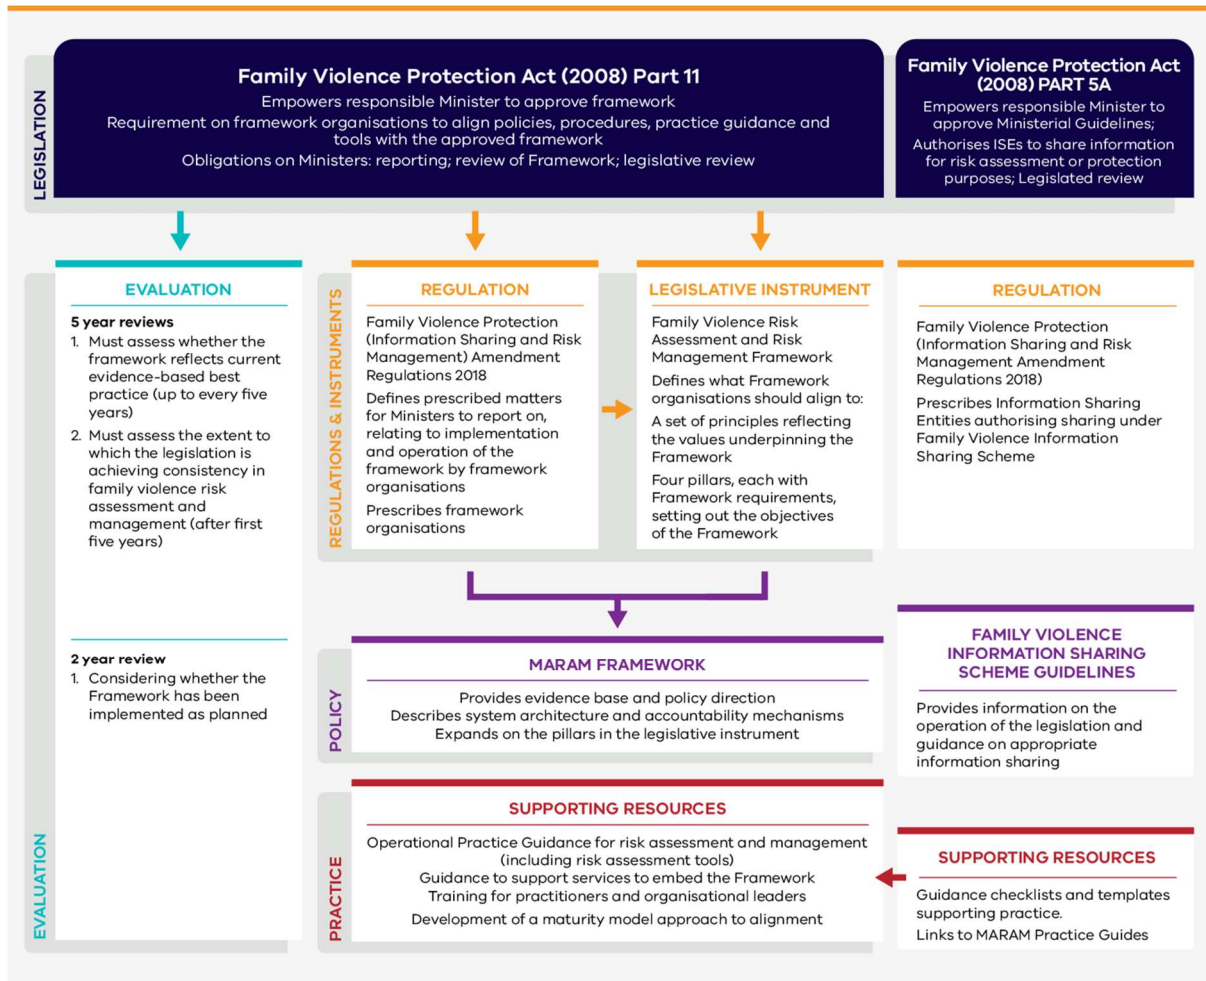 LEGISLATION
Family Violence Protection Act (2008) Part 11
Empowers responsible Minister to approve framework
Requirement on framework organisations to align policies, procedures, practice guidance and
tools with the approved framework
Obligations on Ministers: reporting; review of Framework; legislative review
Family Violence Protection Act
(2008) PART 5A
Empowers responsible Minister to
approve Ministerial Guidelines;
Authorises ISEs to share information
for risk assessment or protection
purposes; Legislated review
EVALUATION
EVALUATION
5 year reviews
1. Must assess whether the
framework reflects current
evidence-based best
practice (up to every five
years)
2. Must assess the extent to
which the legislation is
achieving consistency in
family violence risk
assessment and
management (after first
five years)
2 year review
1. Considering whether the
Framework has been
implemented as planned
REGULATIONS & INSTRUMENTS
REGULATION
Family Violence Protection
(Information Sharing and Risk
Management) Amendment
Regulations 2018
Defines prescribed matters
for Ministers to report on,
relating to implementation
and operation of the
framework by framework
organisations
Prescribes framework
organisations
LEGISLATIVE INSTRUMENT
Family Violence Risk
Assessment and Risk
Management Framework
Defines what Framework
organisations should align to:
A set of principles reflecting
the values underpinning the
Framework
Four pillars, each with
Framework requirements,
setting out the objectives
of the Framework
REGULATION
Family Violence Protection
(Information Sharing and Risk
Management Amendment
Regulations 2018)
Prescribes Information Sharing
Entities authorising sharing under
Family Violence Information
Sharing Scheme
POLICY
MARAM FRAMEWORK
Provides evidence base and policy direction
Describes system architecture and accountability mechanisms
Expands on the pillars in the legislative instrument
FAMILY VIOLENCE
INFORMATION SHARING
SCHEME GUIDELINES
Provides information on the
operation of the legislation and
guidance on appropriate
information sharing
PRACTICE
SUPPORTING RESOURCES
Operational Practice Guidance for risk assessment and management
(including risk assessment tools)
Guidance to support services to embed the Framework
Training for practitioners and organisational leaders
Development of a maturity model approach to alignment
SUPPORTING RESOURCES
Guidance checklists and templates
supporting practice.
Links to MARAM Practice Guides